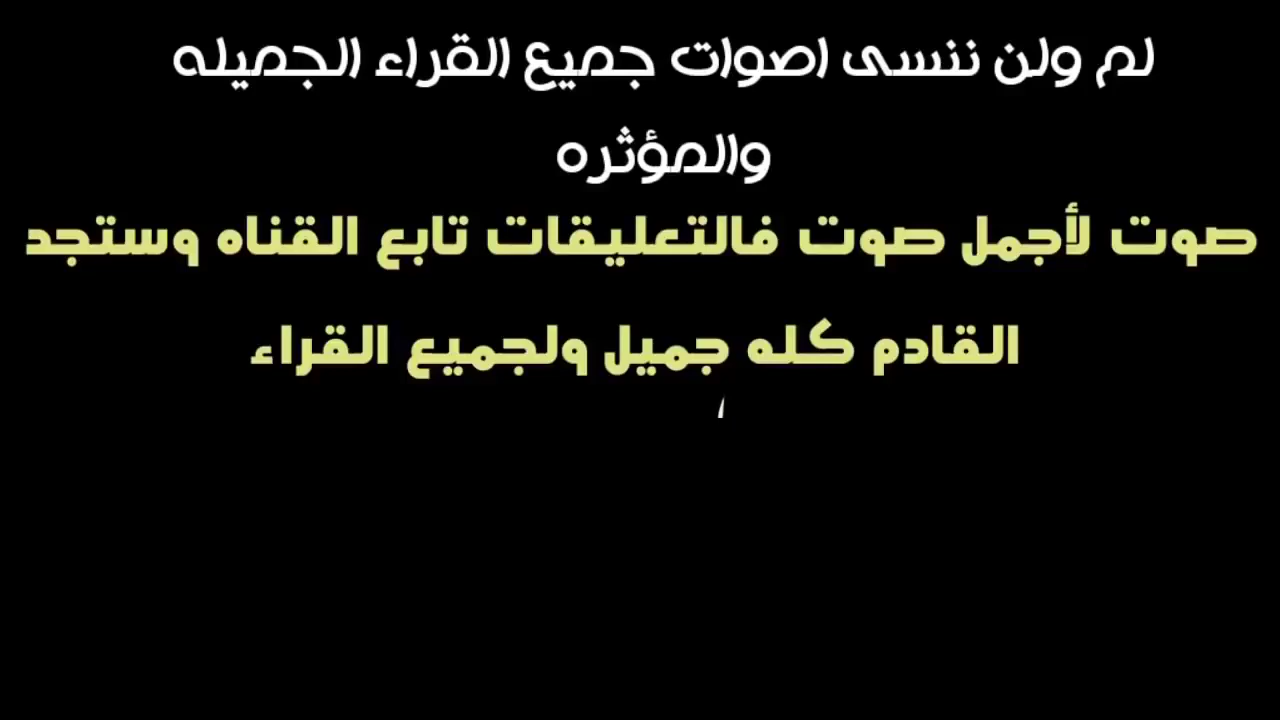 لم ولن ننسى اصوات جميع القراء الجميله
والمؤثره
صوت لأجمل صوت فالتعليقات تابع القناه وستجد
القادم كله جميل ولجميع القراء
ا